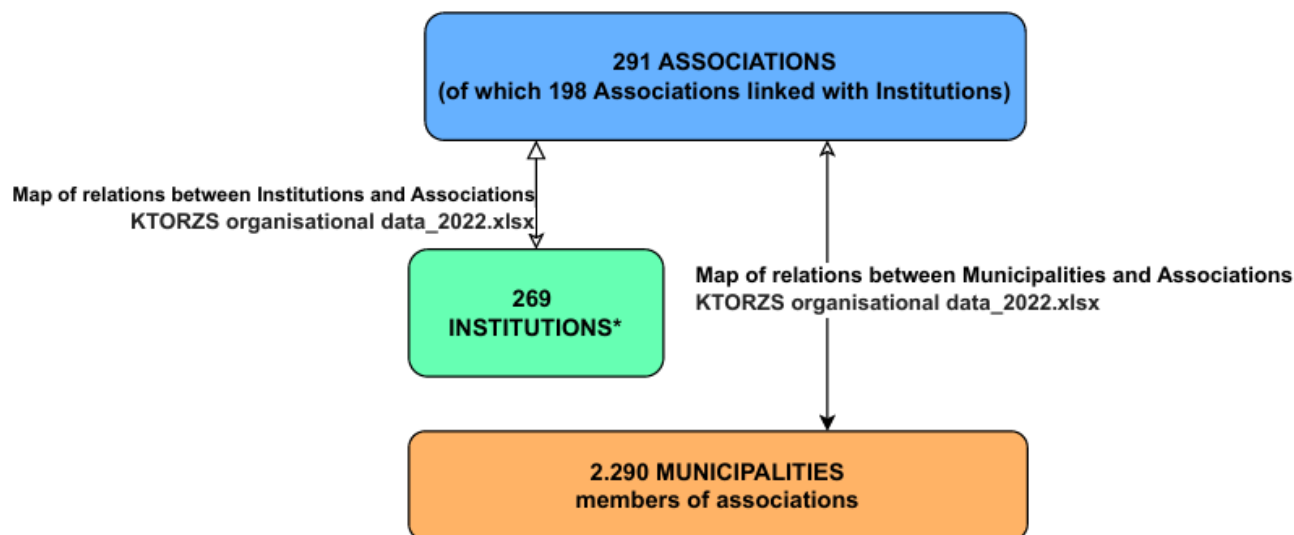 291 ASSOCIATIONS
(of which 198 Associations linked with Institutions)
Map of relations between Institutions and Associations
KTORZS organisational data_2022.xlsx
269
INSTITUTIONS*
Map of relations between Municipalities and Associations
KTORZS organisational data_2022.xlsx
2.290 MUNICIPALITIES
members of associations